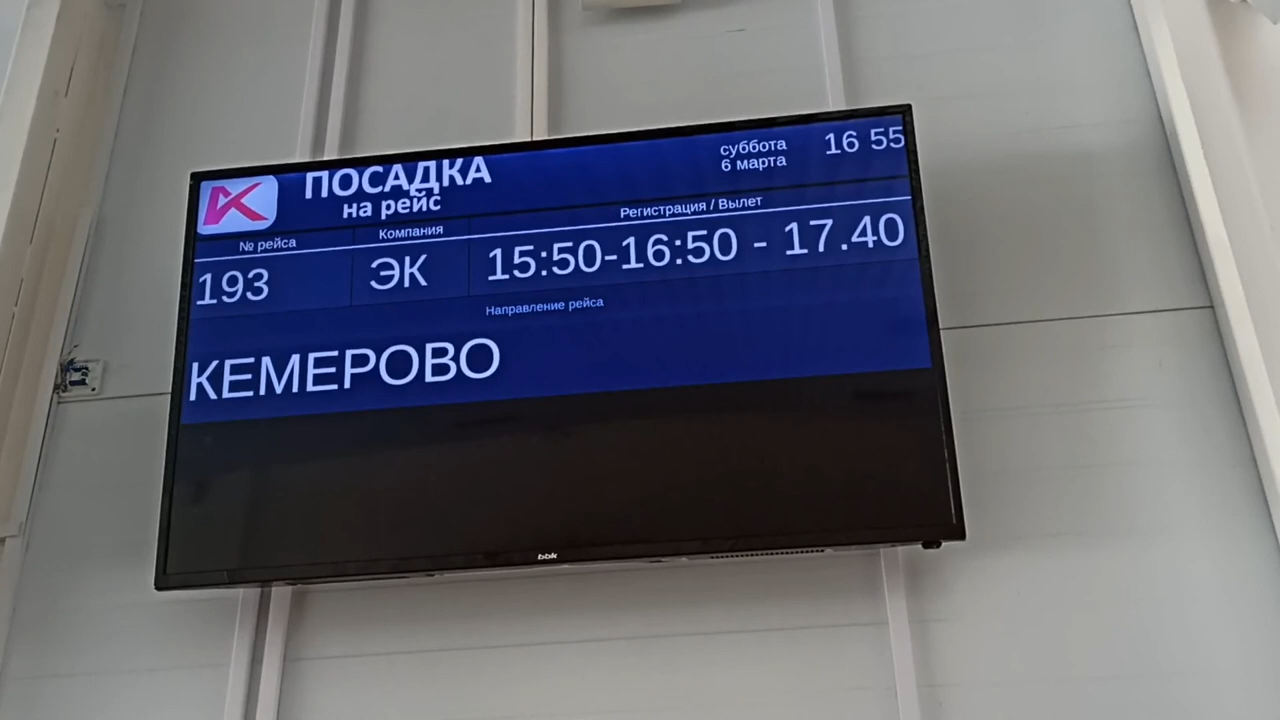 ПОСАДКА
на рейс
суббота
6 марта
16 55
№ рейса
Компания
Регистрация / Вылет
193
ЭК
15:50-16:50 - 17.40
Направление рейса
КЕМЕРОВО
bbk